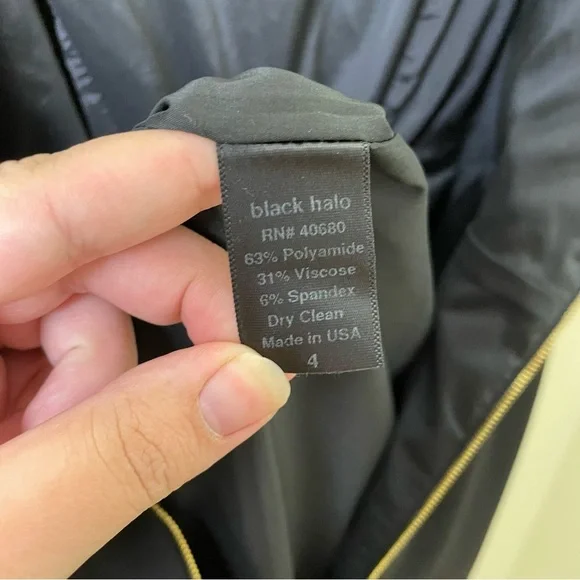 black halo
RN# 40680
63% Polyamide
31% Viscose
6% Spandex
Dry Clean
Made in USA
4